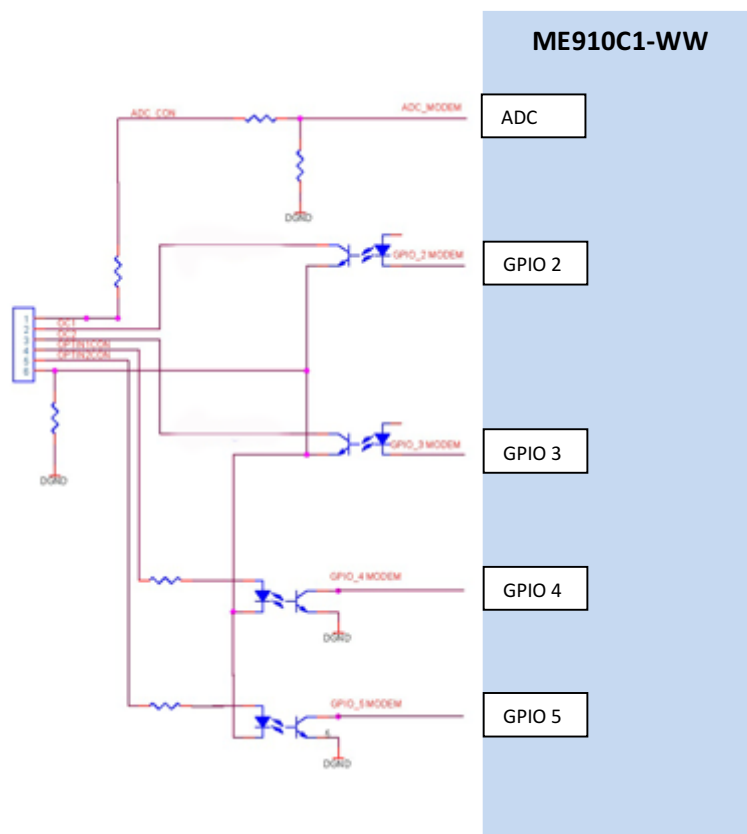 ME910C1-WW
ADC_CON
ADC_MODEM
ADC
DGND
GPIO_2 MODEM
GPIO 2
1
OC1
2
OC2
3
OPTIN1CON
4
OPTIN2CON
5
6
GPIO_3 MODEM
GPIO 3
DGND
GPIO_4 MODEM
GPIO 4
DGND
GPIO_5 MODEM
GPIO 5
DGND